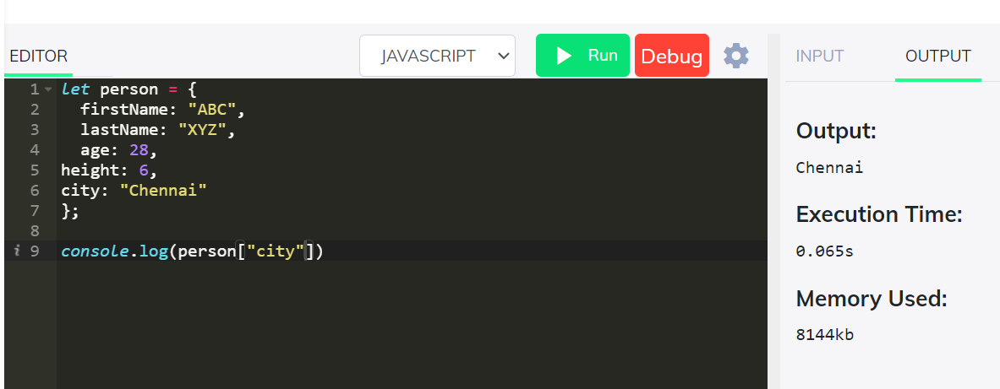 EDITOR
JAVASCRIPT
Run
Debug
INPUT
OUTPUT
1 let person = {
2   firstName: "ABC",
3   lastName: "XYZ",
4   age: 28,
5 height: 6,
6 city: "Chennai"
7 };
8
i 9 console.log(person["city"])
Output:
Chennai
Execution Time:
0.065s
Memory Used:
8144kb